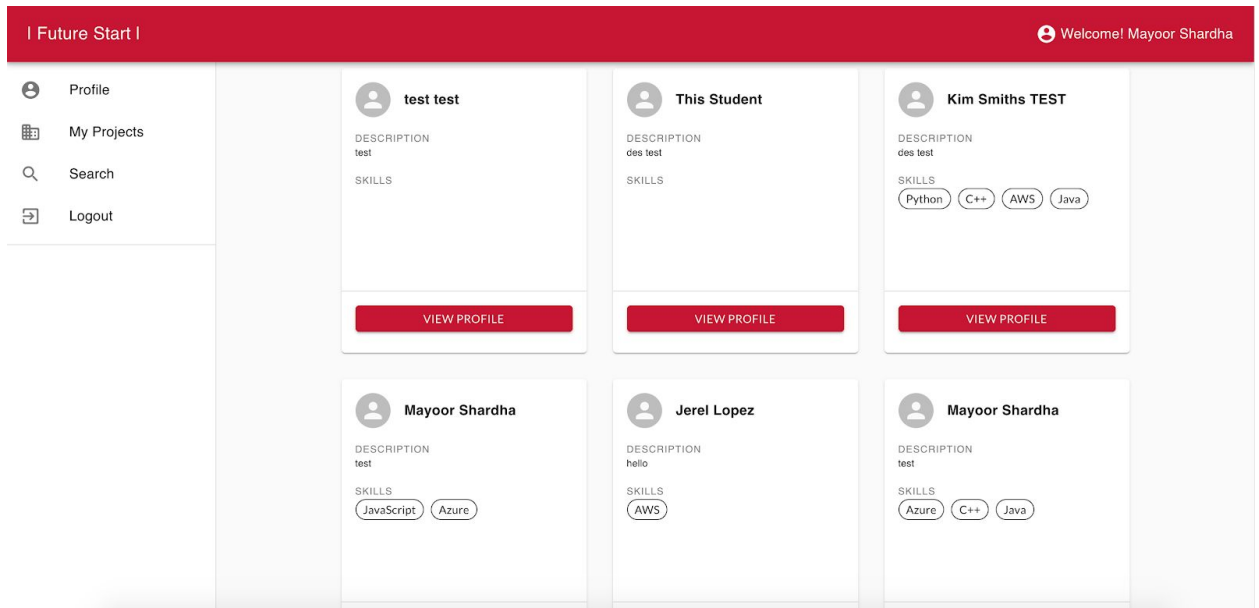 | Future Start |
Welcome! Mayoor Shardha
Profile
My Projects
Search
Logout
test test
DESCRIPTION
test
SKILLS
VIEW PROFILE
This Student
DESCRIPTION
des test
SKILLS
VIEW PROFILE
Kim Smiths TEST
DESCRIPTION
des test
SKILLS
Python C++ AWS Java
VIEW PROFILE
Mayoor Shardha
DESCRIPTION
test
SKILLS
JavaScript Azure
Jerel Lopez
DESCRIPTION
hello
SKILLS
AWS
Mayoor Shardha
DESCRIPTION
test
SKILLS
Azure C++ Java